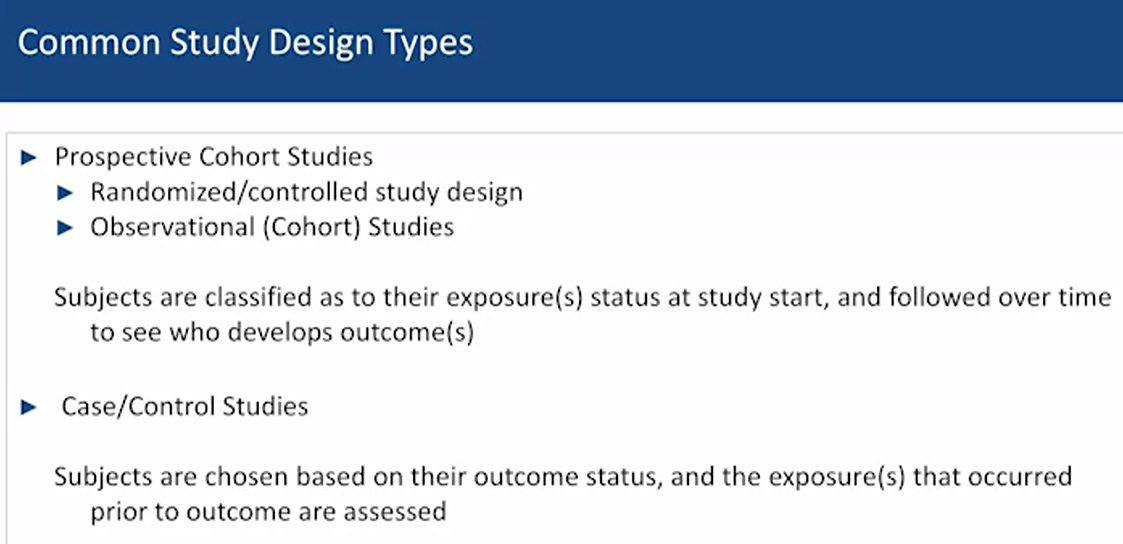 Common Study Design Types
► Prospective Cohort Studies
► Randomized/controlled study design
► Observational (Cohort) Studies
Subjects are classified as to their exposure(s) status at study start, and followed over time
to see who develops outcome(s)
► Case/Control Studies
Subjects are chosen based on their outcome status, and the exposure(s) that occurred
prior to outcome are assessed